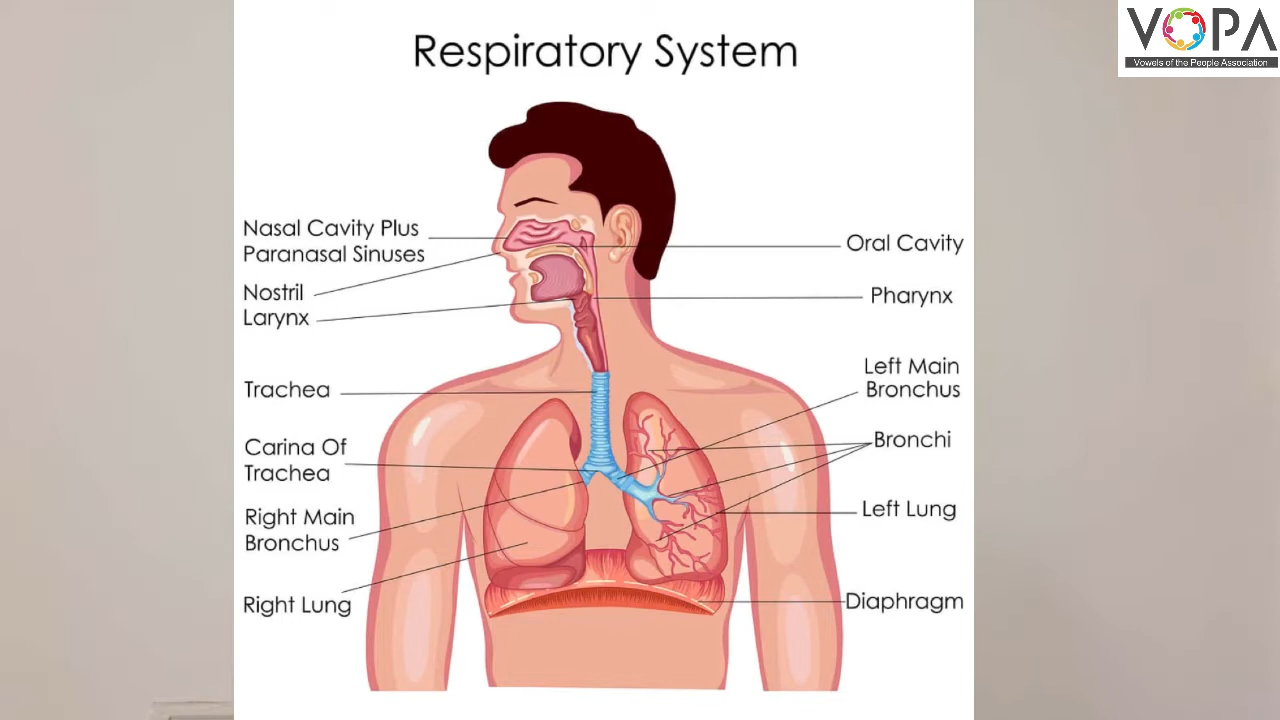 VOPA
Vowels of the People Association
Respiratory System
Nasal Cavity Plus
Paranasal Sinuses
Nostril
Larynx
Trachea
Carina Of
Trachea
Right Main
Bronchus
Right Lung
Oral Cavity
Pharynx
Left Main
Bronchus
Bronchi
Left Lung
Diaphragm